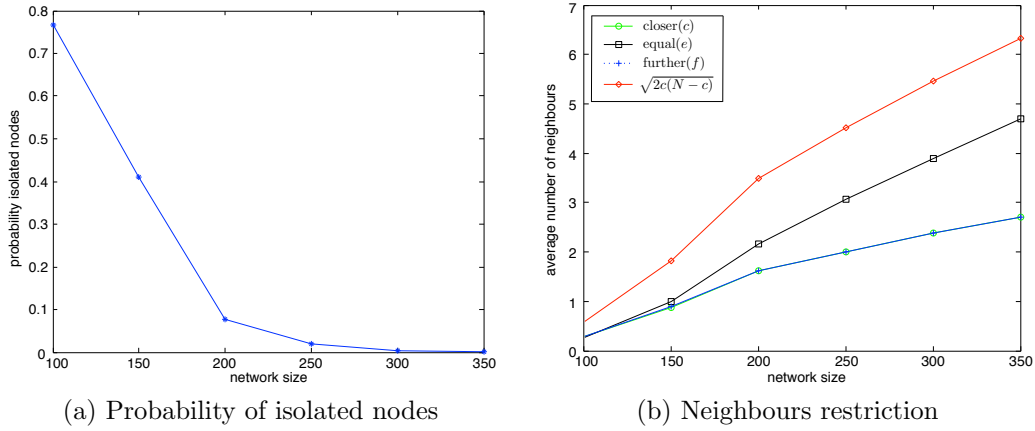 0.8
0.7
0.6
0.5
0.4
0.3
0.2
0.1
0
probability isolated nodes
100 150 200 250 300 350
network size
(a) Probability of isolated nodes
7
6
5
4
3
2
1
0
average number of neighbours
closer(c)
equal(e)
further(f)
√2c(N − c)
100 150 200 250 300 350
network size
(b) Neighbours restriction